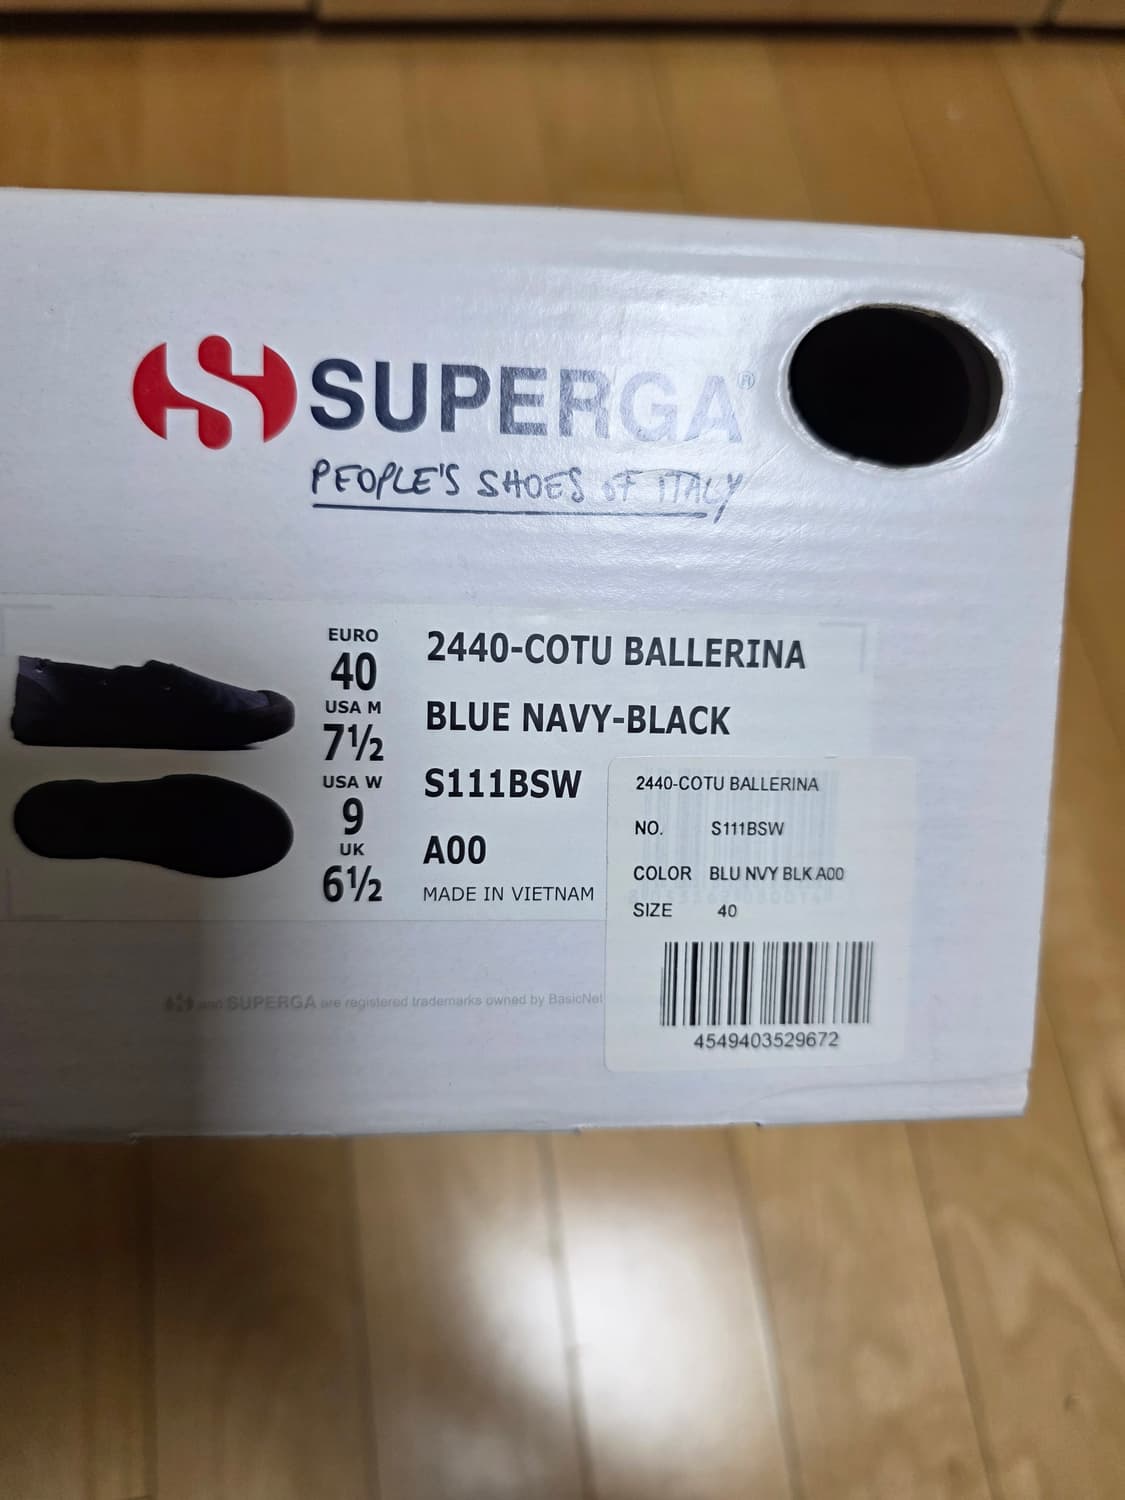 SUPERGA®
PEOPLE'S SHOES OF ITALY
EURO
40
USA M
7½
USA W
9
UK
6½
2440-COTU BALLERINA
BLUE NAVY-BLACK
S111BSW
A00
MADE IN VIETNAM
2440-COTU BALLERINA
NO. S111BSW
COLOR BLU NVY BLK A00
SIZE 40
4549403529672
and SUPERGA are registered trademarks owned by BasicNet